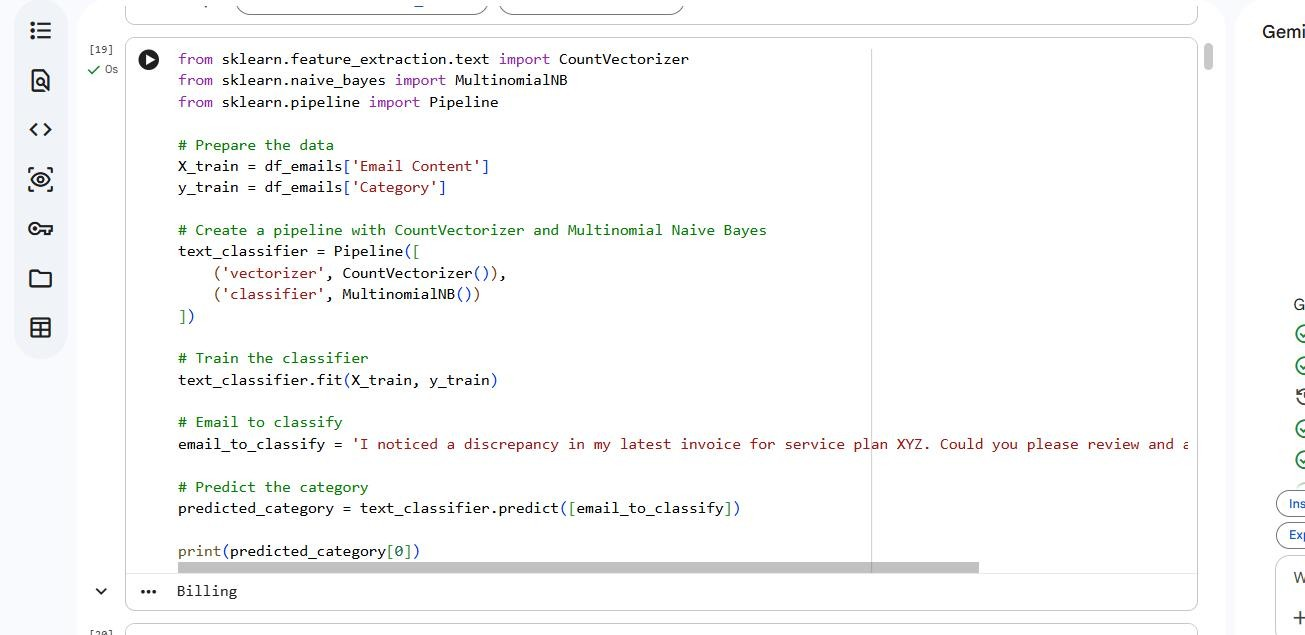 Gemi
[19]
0s
from sklearn.feature_extraction.text import CountVectorizer
from sklearn.naive_bayes import MultinomialNB
from sklearn.pipeline import Pipeline
# Prepare the data
X_train = df_emails['Email Content']
y_train = df_emails['Category']
# Create a pipeline with CountVectorizer and Multinomial Naive Bayes
text_classifier = Pipeline([
    ('vectorizer', CountVectorizer()),
    ('classifier', MultinomialNB())
])
# Train the classifier
text_classifier.fit(X_train, y_train)
# Email to classify
email_to_classify = 'I noticed a discrepancy in my latest invoice for service plan XYZ. Could you please review and a
# Predict the category
predicted_category = text_classifier.predict([email_to_classify])
print(predicted_category[0])
Billing
[20]
G
Ins
Exp
W